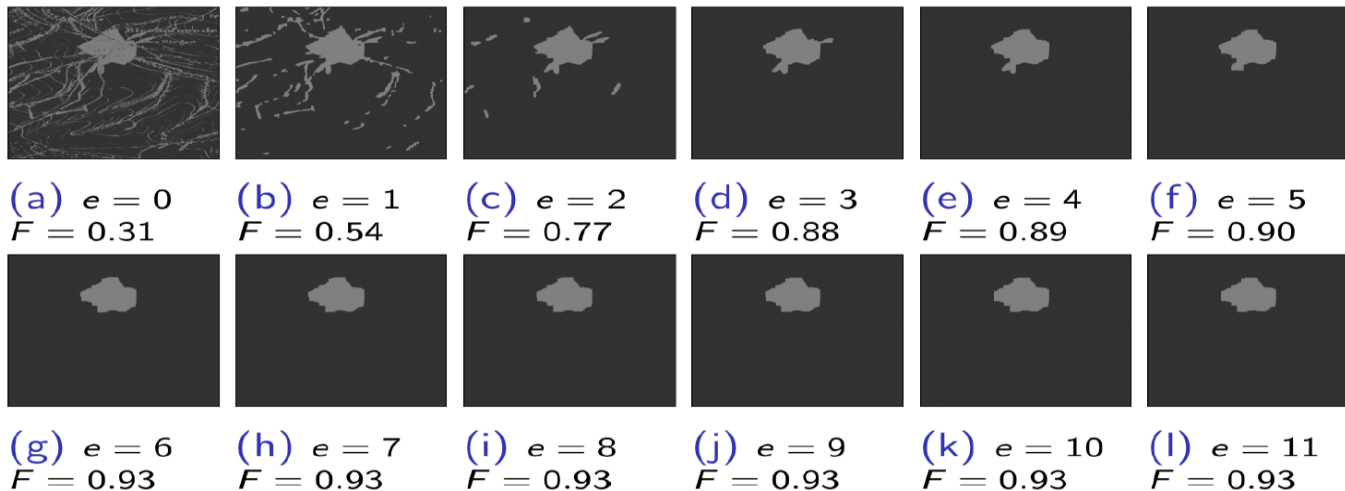 (a) e = 0 (b) e = 1 (c) e = 2 (d) e = 3 (e) e = 4 (f) e = 5
F = 0.31 F = 0.54 F = 0.77 F = 0.88 F = 0.89 F = 0.90
(g) e = 6 (h) e = 7 (i) e = 8 (j) e = 9 (k) e = 10 (l) e = 11
F = 0.93 F = 0.93 F = 0.93 F = 0.93 F = 0.93 F = 0.93